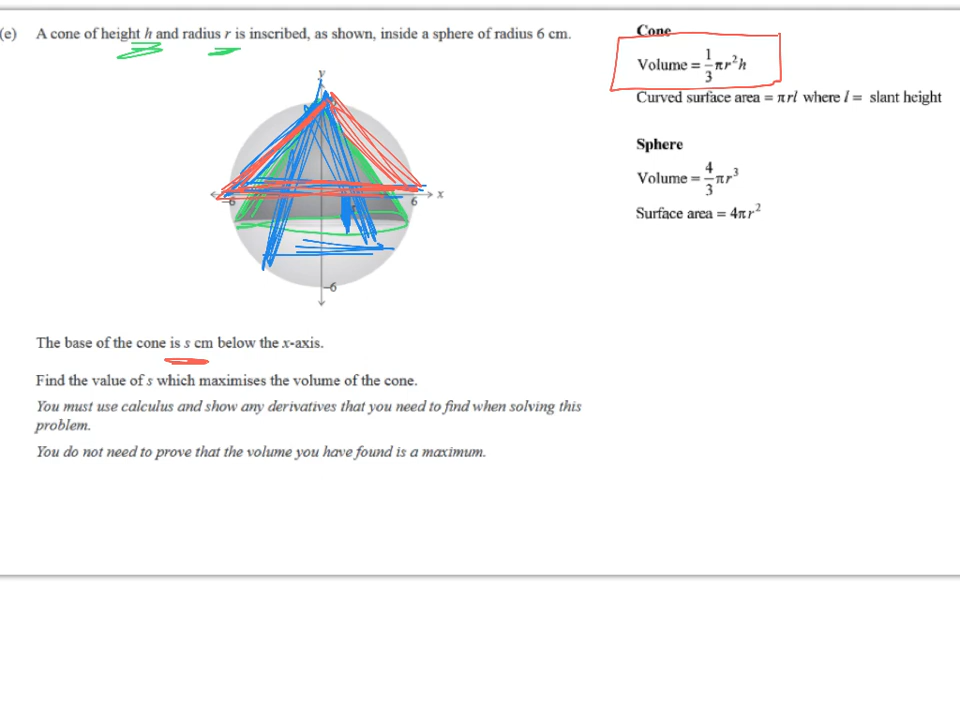 (e) A cone of height h and radius r is inscribed, as shown, inside a sphere of radius 6 cm.
y
x
-6
6
-6
The base of the cone is s cm below the x-axis.
Find the value of s which maximises the volume of the cone.
You must use calculus and show any derivatives that you need to find when solving this
problem.
You do not need to prove that the volume you have found is a maximum.
Cone
Volume = 1/3 πr²h
Curved surface area = πrl where l = slant height
Sphere
Volume = 4/3 πr³
Surface area = 4πr²